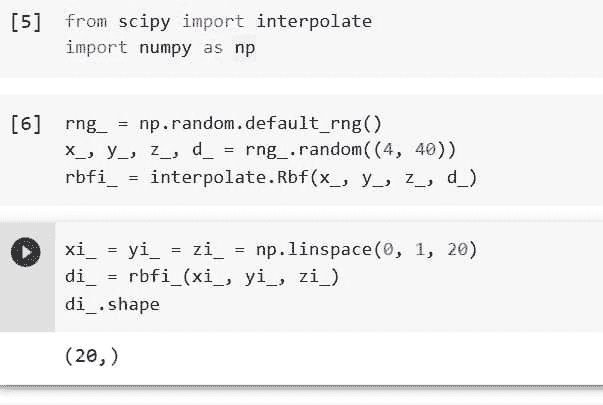 [5] from scipy import interpolate
import numpy as np
[6] rng_ = np.random.default_rng()
x_, y_, z_, d_ = rng_.random((4, 40))
rbfi_ = interpolate.Rbf(x_, y_, z_, d_)
xi_ = yi_ = zi_ = np.linspace(0, 1, 20)
di_ = rbfi_(xi_, yi_, zi_)
di_.shape
(20,)